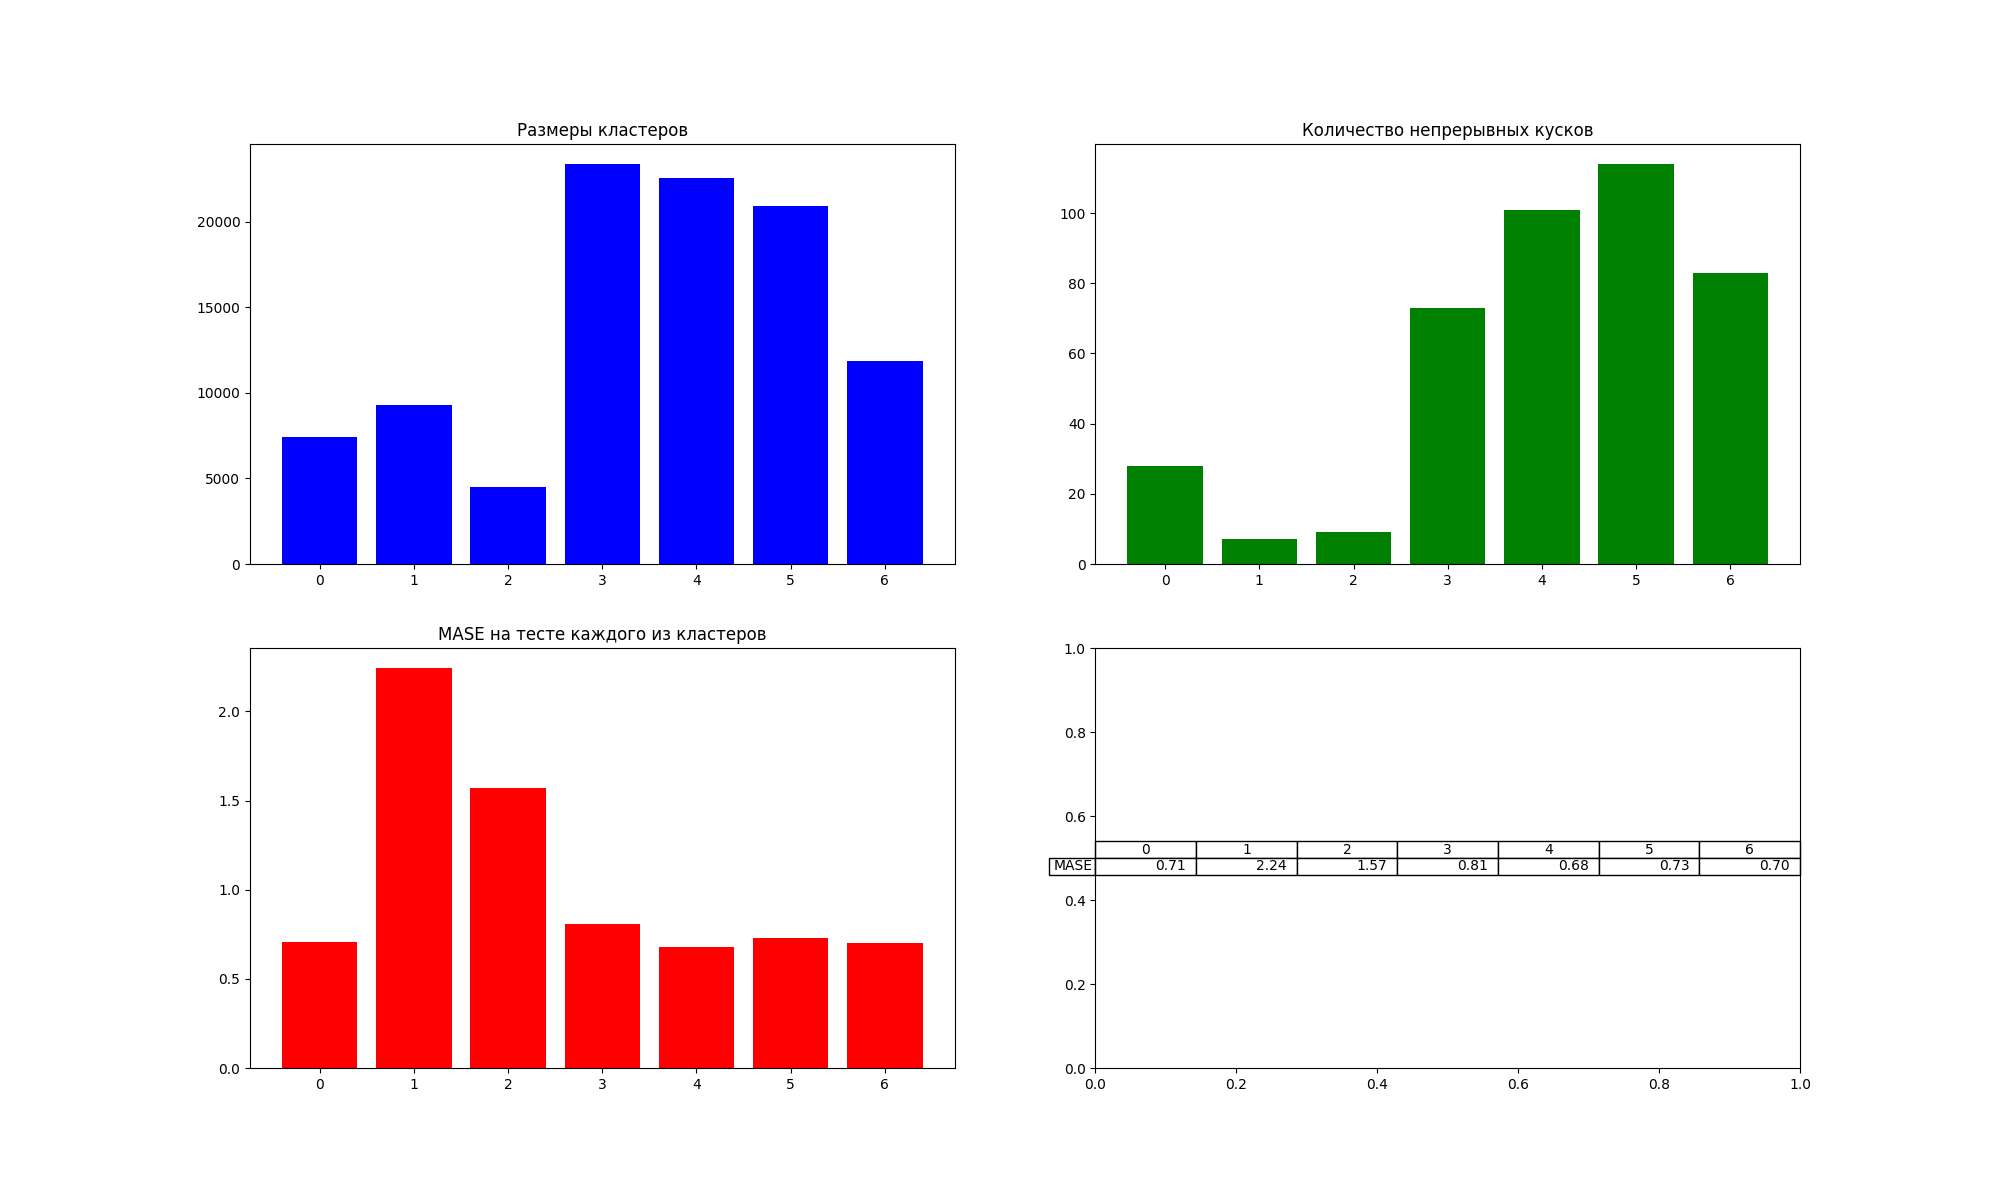 Размеры кластеров
20000
15000
10000
5000
0
0 1 2 3 4 5 6
Количество непрерывных кусков
100
80
60
40
20
0
0 1 2 3 4 5 6
MASE на тесте каждого из кластеров
2.0
1.5
1.0
0.5
0.0
0 1 2 3 4 5 6
1.0
0.8
0.6
0 1 2 3 4 5 6
MASE 0.71 2.24 1.57 0.81 0.68 0.73 0.70
0.4
0.2
0.0
0.0 0.2 0.4 0.6 0.8 1.0